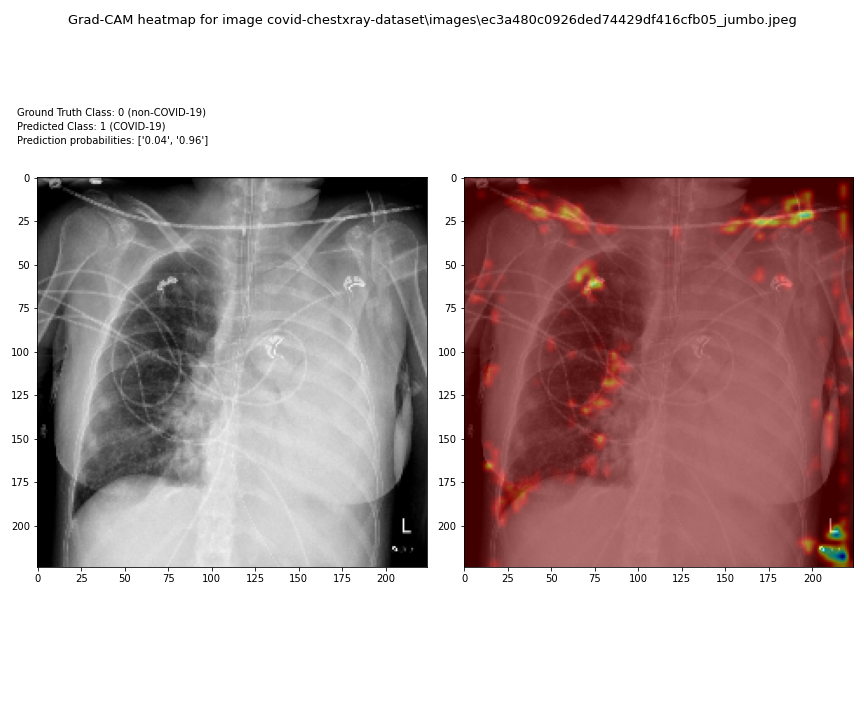 Grad-CAM heatmap for image covid-chestxray-dataset\images\ec3a480c0926ded74429df416cfb05_jumbo.jpeg
Ground Truth Class: 0 (non-COVID-19)
Predicted Class: 1 (COVID-19)
Prediction probabilities: ['0.04', '0.96']
0
25
50
75
100
125
150
175
200
L
0 25 50 75 100 125 150 175 200
0
25
50
75
100
125
150
175
200
L
0 25 50 75 100 125 150 175 200